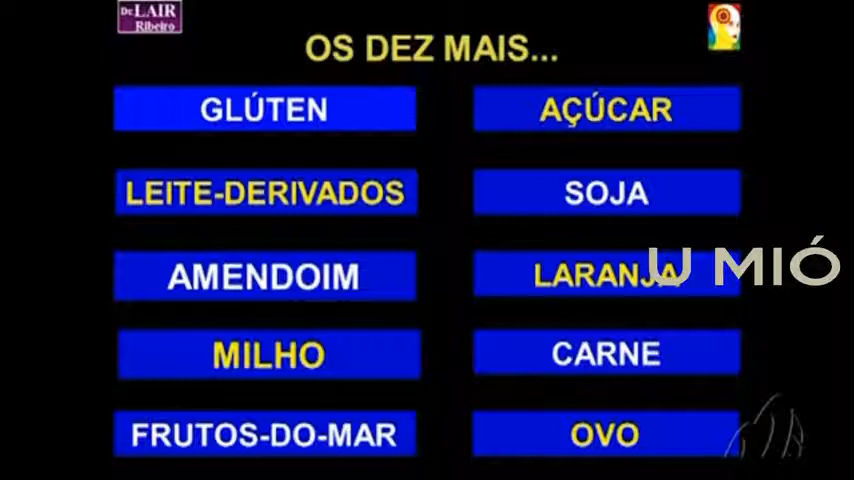 Dr. LAIR
Ribeiro
OS DEZ MAIS...
GLÚTEN
AÇÚCAR
LEITE-DERIVADOS
SOJA
AMENDOIM
LARANJA
U MIÓ
MILHO
CARNE
FRUTOS-DO-MAR
OVO